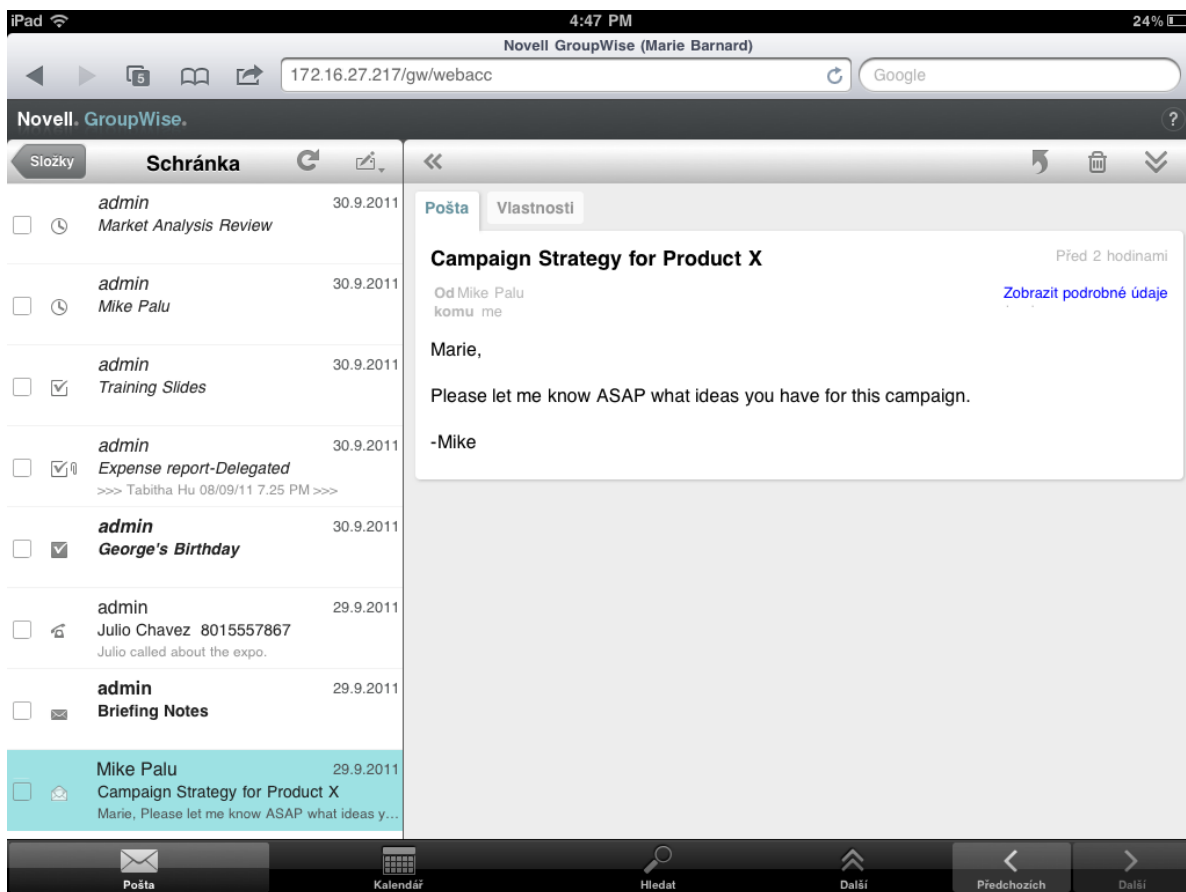 iPad 4:47 PM 24%
Novell GroupWise (Marie Barnard)
5 172.16.27.217/gw/webacc Google
Novell. GroupWise. ?
Složky Schránka
admin 30.9.2011
Market Analysis Review
admin 30.9.2011
Mike Palu
admin 30.9.2011
Training Slides
admin 30.9.2011
Expense report-Delegated
>>> Tabitha Hu 08/09/11 7.25 PM >>>
admin 30.9.2011
George's Birthday
admin 29.9.2011
Julio Chavez 8015557867
Julio called about the expo.
admin 29.9.2011
Briefing Notes
Mike Palu 29.9.2011
Campaign Strategy for Product X
Marie, Please let me know ASAP what ideas y...
Pošta Vlastnosti
Campaign Strategy for Product X Před 2 hodinami
Od Mike Palu Zobrazit podrobné údaje
komu me
Marie,
Please let me know ASAP what ideas you have for this campaign.
-Mike
Pošta Kalendář Hledat Další Předchozích Další